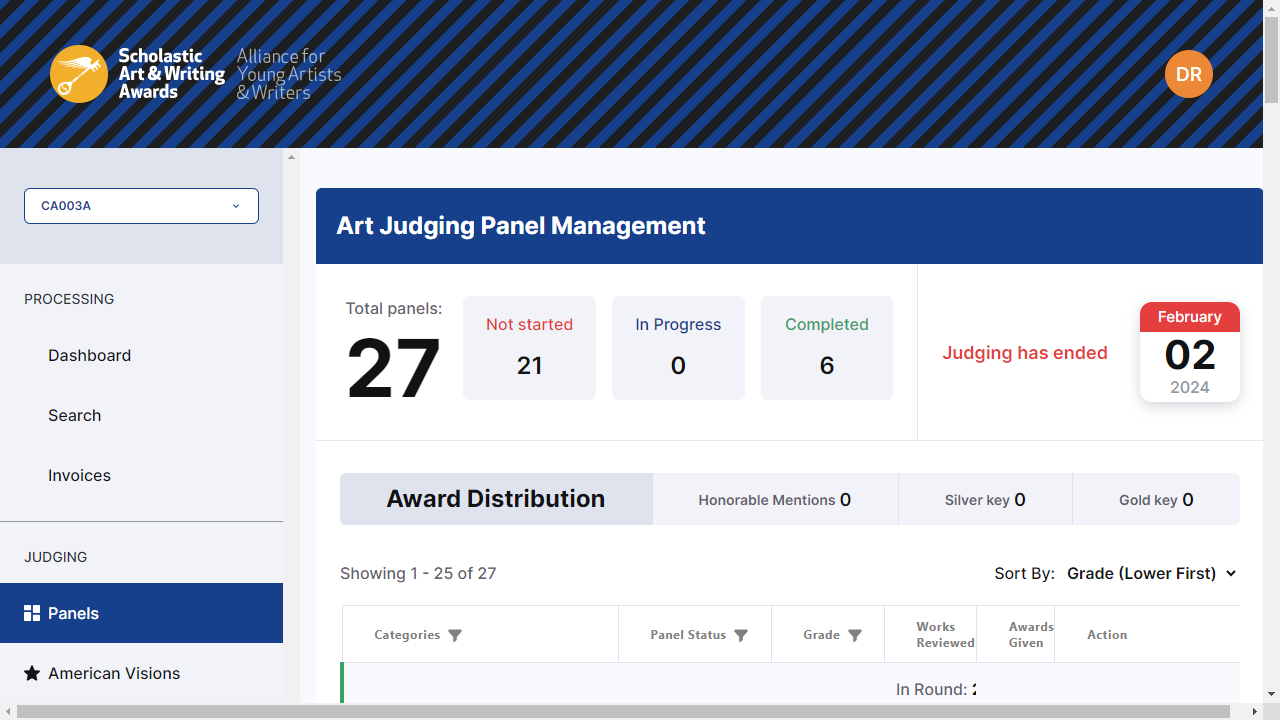 Scholastic
Art & Writing
Awards
Alliance for
Young Artists
& Writers
DR
CA003A
PROCESSING
Dashboard
Search
Invoices
JUDGING
Panels
American Visions
Art Judging Panel Management
Total panels:
27
Not started
21
In Progress
0
Completed
6
Judging has ended
February
02
2024
Award Distribution
Honorable Mentions 0
Silver key 0
Gold key 0
Showing 1 - 25 of 27
Sort By: Grade (Lower First)
Categories
Panel Status
Grade
Works
Reviewed
Awards
Given
Action
In Round: